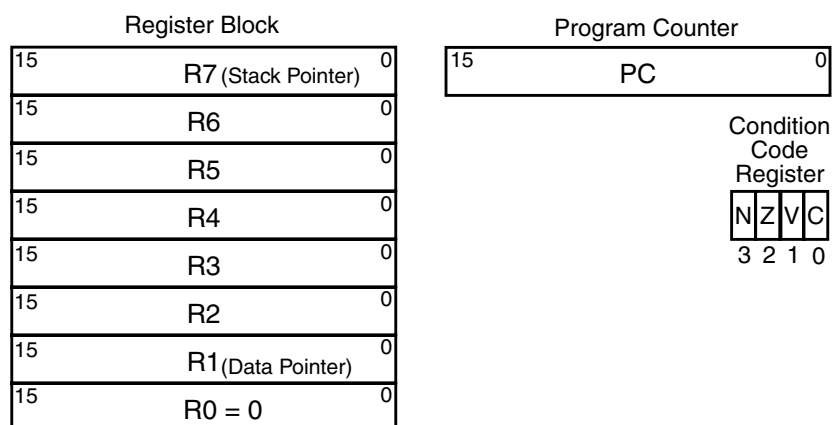 Register Block
15 R7 (Stack Pointer) 0
15 R6 0
15 R5 0
15 R4 0
15 R3 0
15 R2 0
15 R1 (Data Pointer) 0
15 R0 = 0 0
Program Counter
15 PC 0
Condition
Code
Register
N Z V C
3 2 1 0